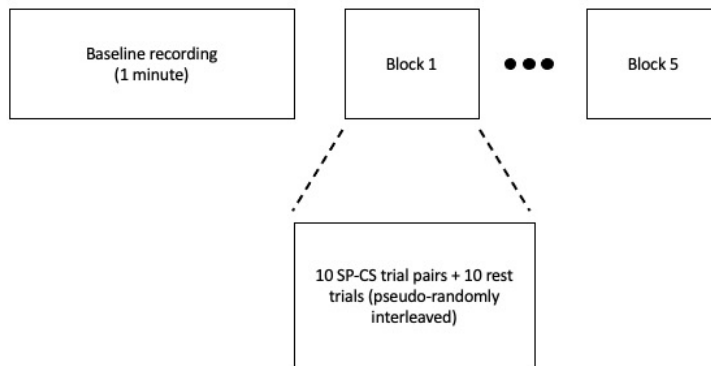 Baseline recording
(1 minute)
Block 1
Block 5
10 SP-CS trial pairs + 10 rest
trials (pseudo-randomly
interleaved)